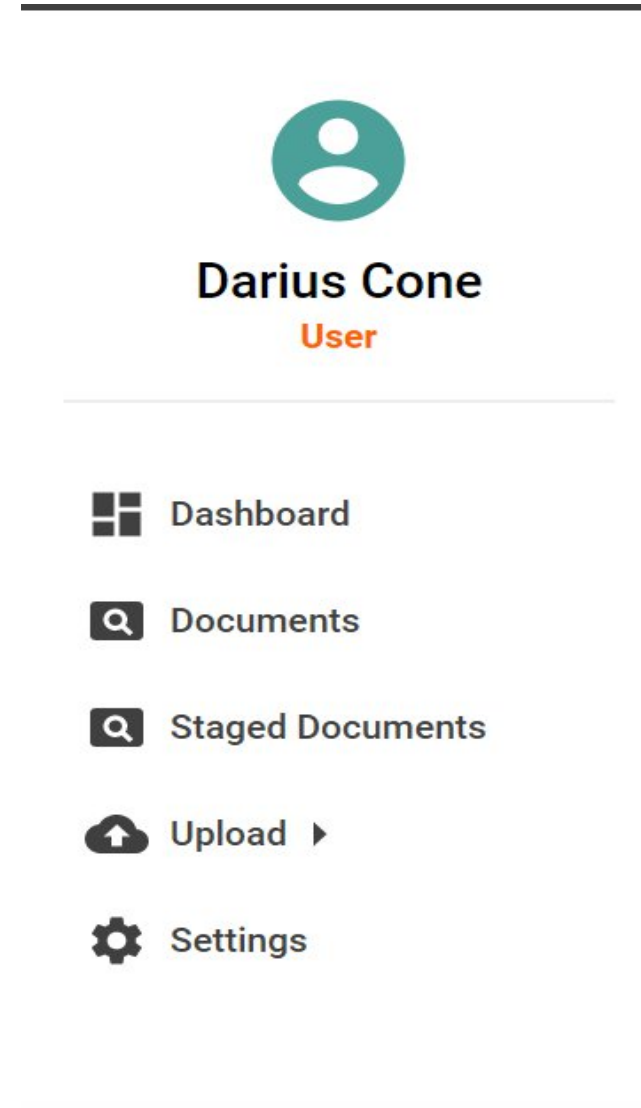 Darius Cone
User
Dashboard
Documents
Staged Documents
Upload
Settings